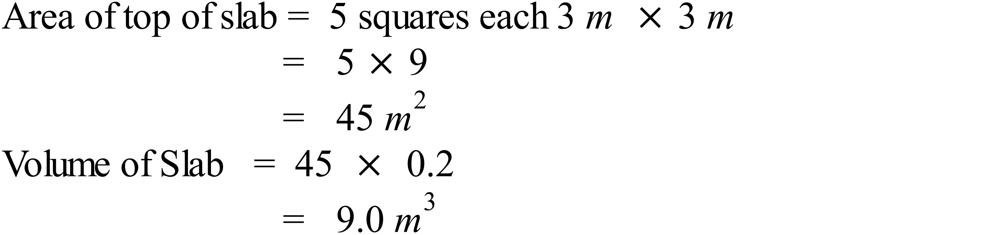 Area of top of slab = 5 squares each 3 m × 3 m
= 5 × 9
= 45 m²
Volume of Slab = 45 × 0.2
= 9.0 m³